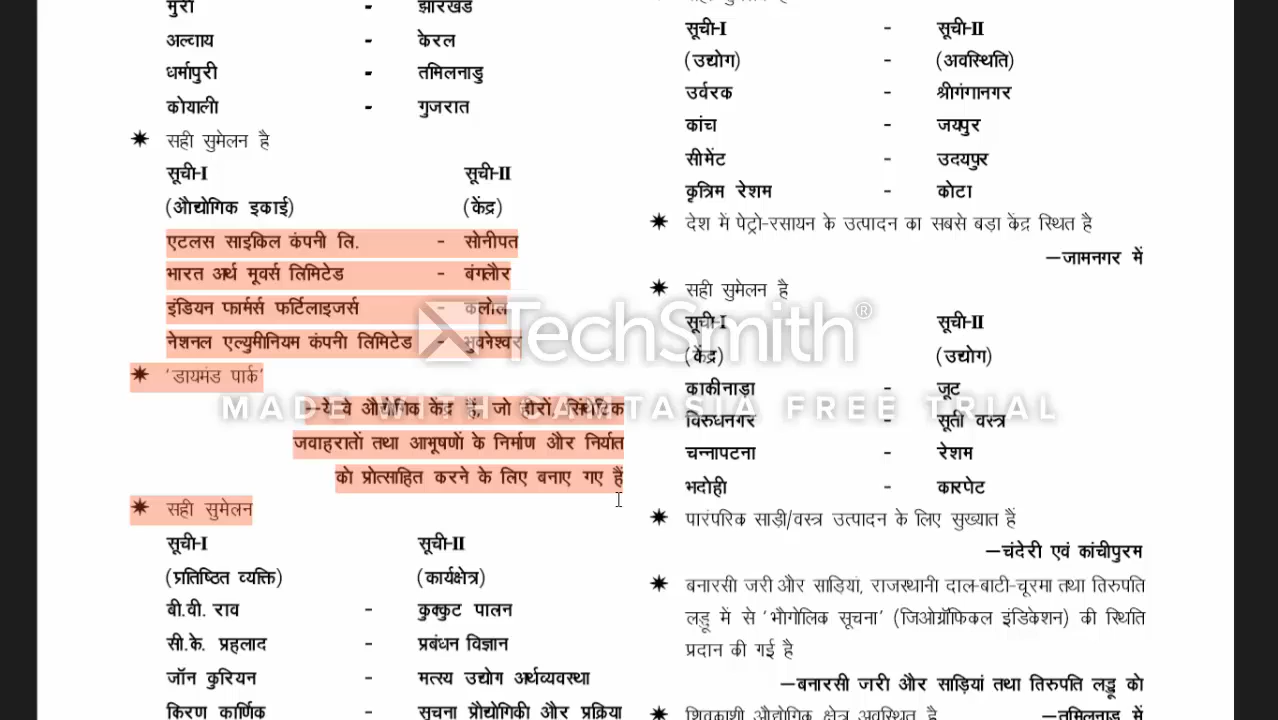 मुरी - झारखंड
अल्वाय - केरल
धर्मापुरी - तमिलनाडु
कोयाली - गुजरात
✷ सही सुमेलन है
सूची-I सूची-II
(औद्योगिक इकाई) (केंद्र)
एटलस साइकिल कंपनी लि. - सोनीपत
भारत अर्थ मूवर्स लिमिटेड - बंगलौर
इंडियन फार्मर्स फर्टिलाइजर्स - कलोल
नेशनल एल्युमीनियम कंपनी लिमिटेड - भुवनेश्वर
✷ 'डायमंड पार्क'
–ये वे औद्योगिक केंद्र हैं, जो हीरों, सिंथेटिक
जवाहरातों तथा आभूषणों के निर्माण और निर्यात
को प्रोत्साहित करने के लिए बनाए गए हैं
✷ सही सुमेलन
सूची-I सूची-II
(प्रतिष्ठित व्यक्ति) (कार्यक्षेत्र)
बी.वी. राव - कुक्कुट पालन
सी.के. प्रहलाद - प्रबंधन विज्ञान
जॉन कुरियन - मत्स्य उद्योग अर्थव्यवस्था
किरण कार्णिक - सूचना प्रौद्योगिकी और प्रक्रिया
सूची-I - सूची-II
(उद्योग) - (अवस्थिति)
उर्वरक - श्रीगंगानगर
कांच - जयपुर
सीमेंट - उदयपुर
कृत्रिम रेशम - कोटा
✷ देश में पेट्रो-रसायन के उत्पादन का सबसे बड़ा केंद्र स्थित है
–जामनगर में
✷ सही सुमेलन है
सूची-I सूची-II
(केंद्र) (उद्योग)
काकीनाड़ा - जूट
विरुधनगर - सूती वस्त्र
चन्नापटना - रेशम
भदोही - कारपेट
✷ पारंपरिक साड़ी/वस्त्र उत्पादन के लिए सुख्यात हैं
–चंदेरी एवं कांचीपुरम
✷ बनारसी जरी और साड़ियां, राजस्थानी दाल-बाटी-चूरमा तथा तिरुपति
लड्डू में से 'भौगोलिक सूचना' (जिओग्रॉफिकल इंडिकेशन) की स्थिति
प्रदान की गई है
–बनारसी जरी और साड़ियां तथा तिरुपति लड्डू को
✷ शिवकाशी औद्योगिक क्षेत्र अवस्थित है –तमिलनाडु में
TechSmith®
MADE WITH CAMTASIA FREE TRIAL